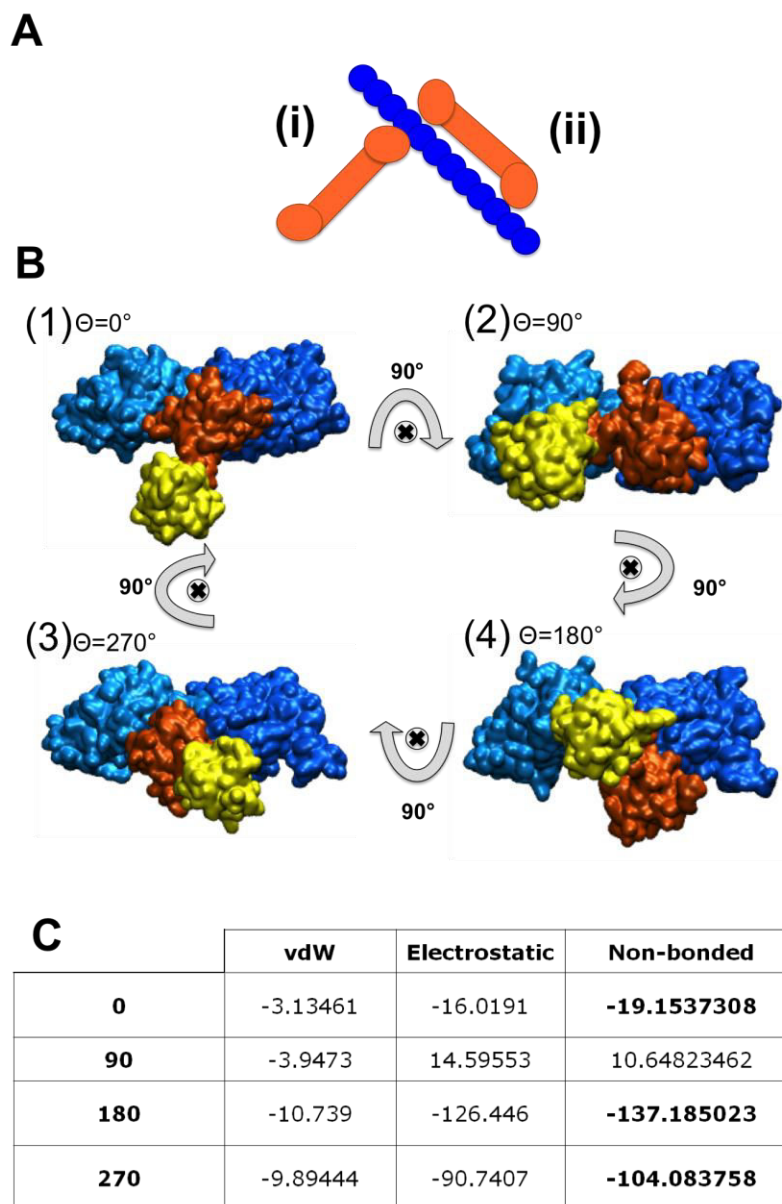 A
(i)
(ii)
B
(1) Θ=0°
(2) Θ=90°
90°
90°
90°
(3) Θ=270°
(4) Θ=180°
90°
C
vdW Electrostatic Non-bonded
0 -3.13461 -16.0191 -19.1537308
90 -3.9473 14.59553 10.64823462
180 -10.739 -126.446 -137.185023
270 -9.89444 -90.7407 -104.083758